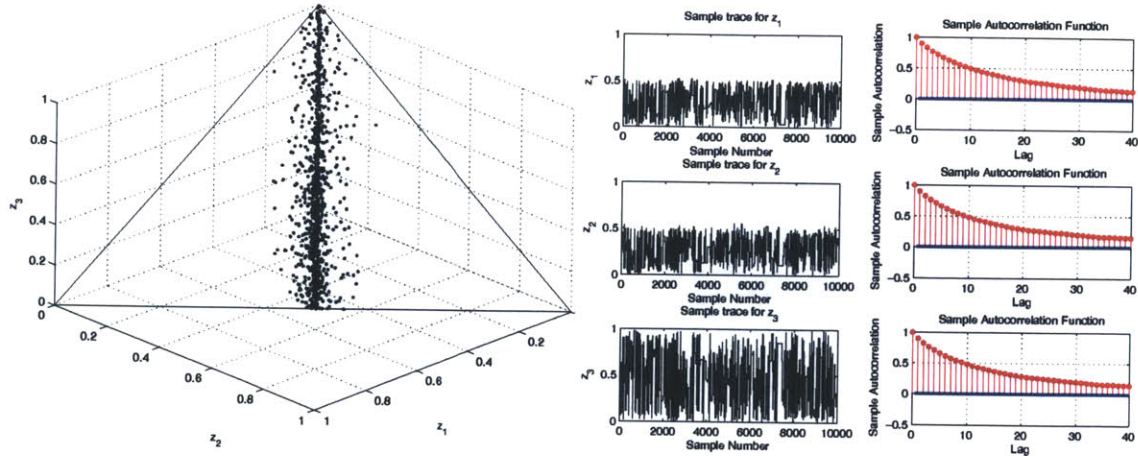 1
0.8
0.6
z3
0.4
0.2
0
0
0.2
0.4
0.6
0.8
1
z2
1
0.8
0.6
0.4
0.2
z1
Sample trace for z1
1
z1
0.5
0
0 2000 4000 6000 8000 10000
Sample Number
Sample Autocorrelation Function
Sample Autocorrelation
1
0.5
0
−0.5
0 10 20 30 40
Lag
Sample trace for z2
1
z2
0.5
0
0 2000 4000 6000 8000 10000
Sample Number
Sample Autocorrelation Function
Sample Autocorrelation
1
0.5
0
−0.5
0 10 20 30 40
Lag
Sample trace for z3
1
z3
0.5
0
0 2000 4000 6000 8000 10000
Sample Number
Sample Autocorrelation Function
Sample Autocorrelation
1
0.5
0
−0.5
0 10 20 30 40
Lag